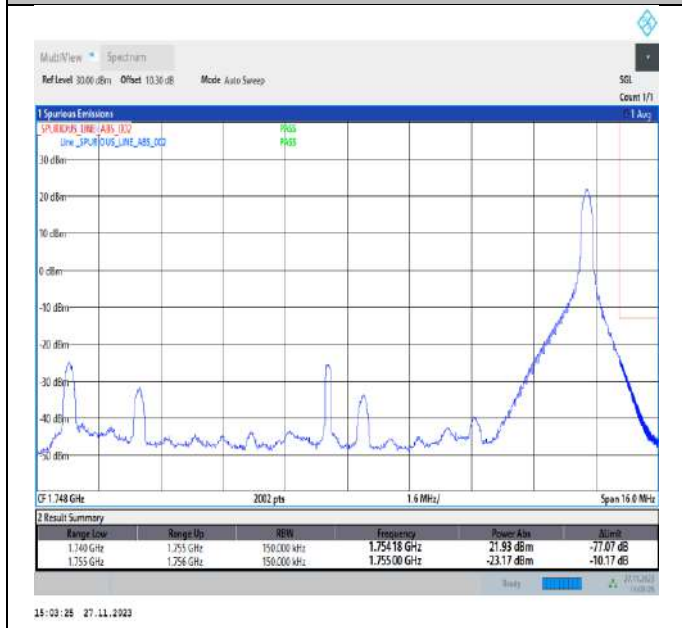 MultiView Spectrum
Ref Level 30.00 dBm Offset 10.30 dB Mode Auto Sweep
SGL
Count 1/1
1 Spurious Emissions
1 Avg
_SPURIOUS_LINE_ABS_002 PASS
Line _SPURIOUS_LINE_ABS_002 PASS
30 dBm
20 dBm
10 dBm
0 dBm
-10 dBm
-20 dBm
-30 dBm
-40 dBm
-50 dBm
CF 1.748 GHz 2002 pts 1.6 MHz/ Span 16.0 MHz
2 Result Summary
Range Low Range Up RBW Frequency Power Abs ΔLimit
1.740 GHz 1.755 GHz 150.000 kHz 1.75418 GHz 21.93 dBm -77.07 dB
1.755 GHz 1.756 GHz 150.000 kHz 1.75500 GHz -23.17 dBm -10.17 dB
Ready 27.11.2023
15:03:25 27.11.2023